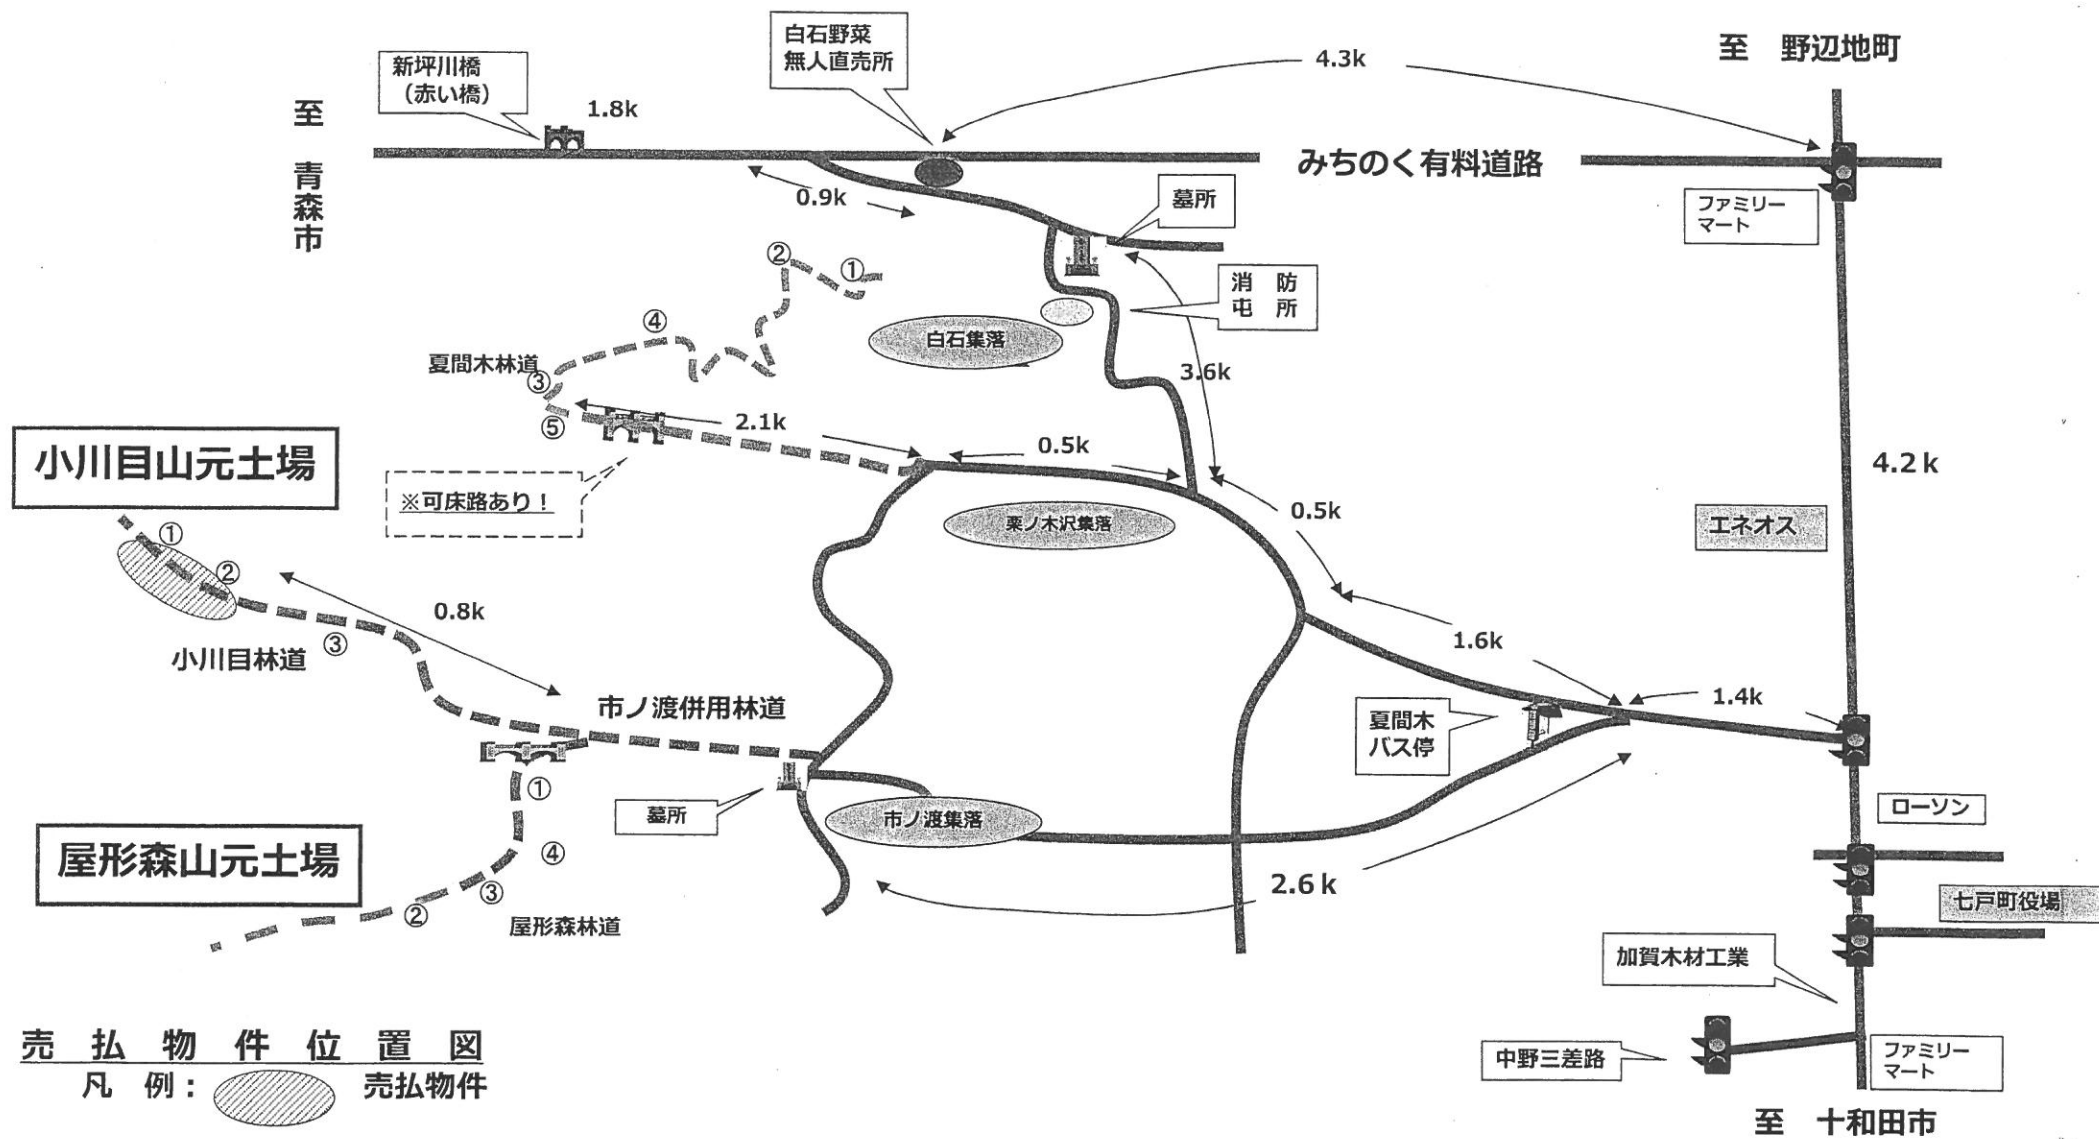 新坪川橋
(赤い橋)
1.8k
白石野菜
無人直売所
4.3k
至 野辺地町
至 青森市
みちのく有料道路
0.9k
墓所
ファミリー
マート
②
①
消 防
屯 所
④
白石集落
夏間木林道
③
3.6k
⑤
2.1k
0.5k
4.2k
小川目山元土場
※可床路あり!
栗ノ木沢集落
0.5k
エネオス
①
②
0.8k
③
小川目林道
1.6k
市ノ渡併用林道
夏間木
バス停
1.4k
①
墓所
市ノ渡集落
ローソン
屋形森山元土場
④
③
②
屋形森林道
2.6k
七戸町役場
加賀木材工業
中野三差路
ファミリー
マート
売払物件位置図
凡 例:
売払物件
至 十和田市